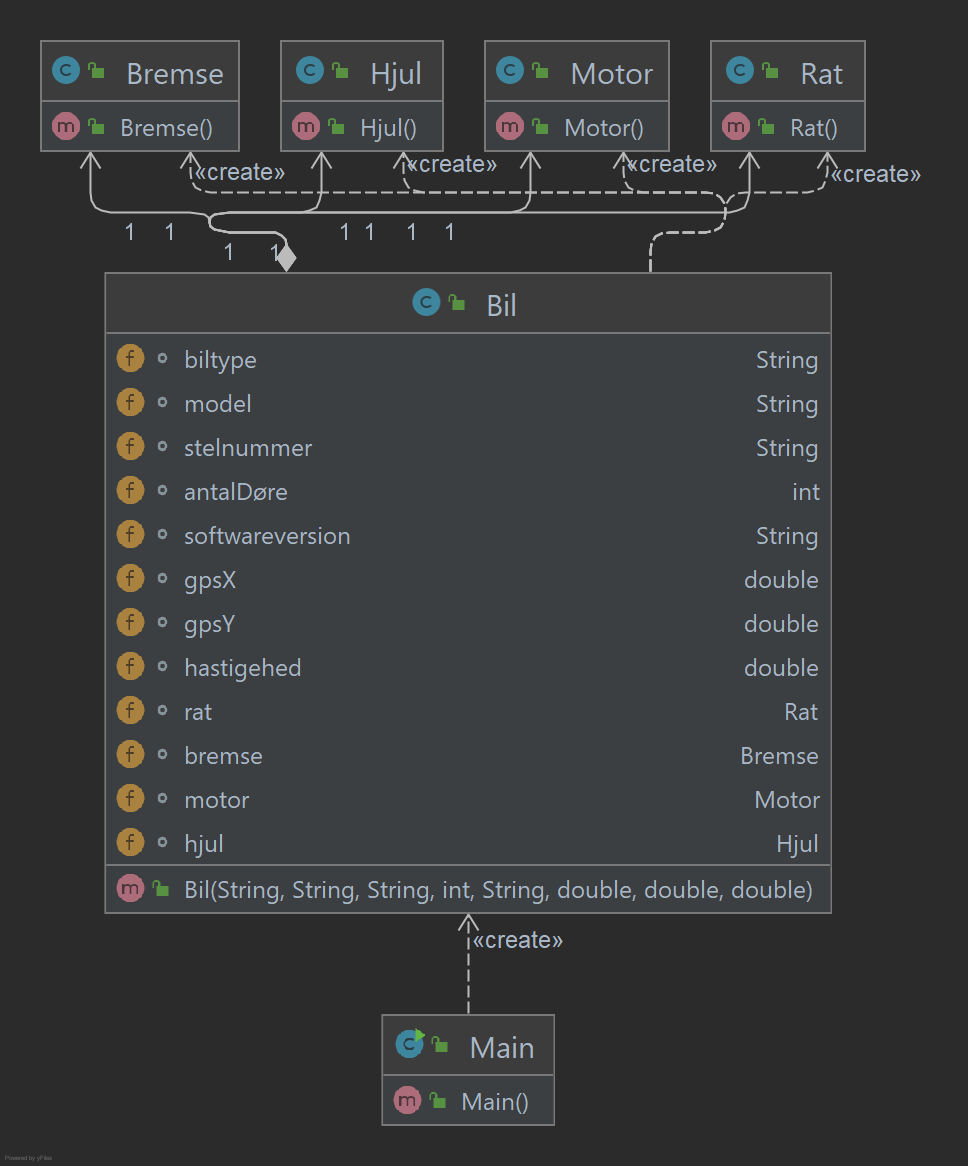 Bremse
Bremse()
Hjul
Hjul()
Motor
Motor()
Rat
Rat()
«create»
«create»
«create»
«create»
1 1 1 1 1 1
1 1
Bil
biltype String
model String
stelnummer String
antalDøre int
softwareversion String
gpsX double
gpsY double
hastigehed double
rat Rat
bremse Bremse
motor Motor
hjul Hjul
Bil(String, String, String, int, String, double, double, double)
«create»
Main
Main()
Powered by yFiles